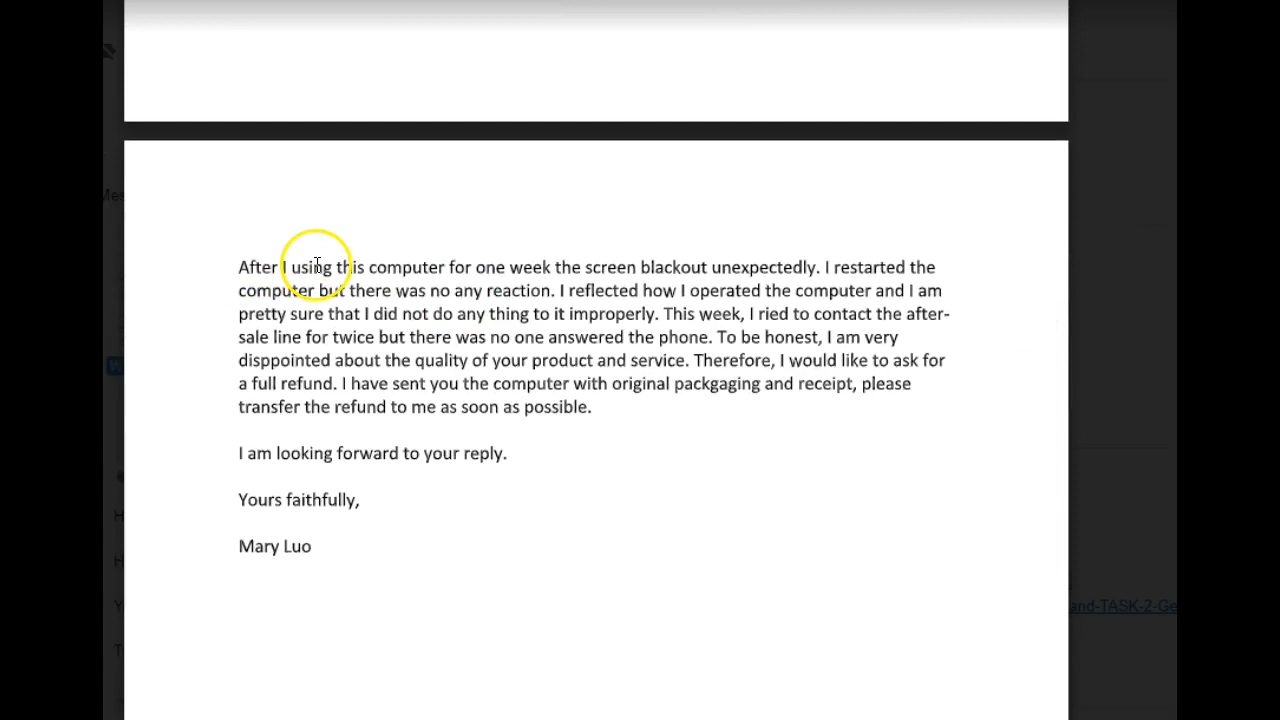 After I using this computer for one week the screen blackout unexpectedly. I restarted the
computer but there was no any reaction. I reflected how I operated the computer and I am
pretty sure that I did not do any thing to it improperly. This week, I ried to contact the after-
sale line for twice but there was no one answered the phone. To be honest, I am very
disppointed about the quality of your product and service. Therefore, I would like to ask for
a full refund. I have sent you the computer with original packgaging and receipt, please
transfer the refund to me as soon as possible.
I am looking forward to your reply.
Yours faithfully,
Mary Luo
and-TASK-2-Ge